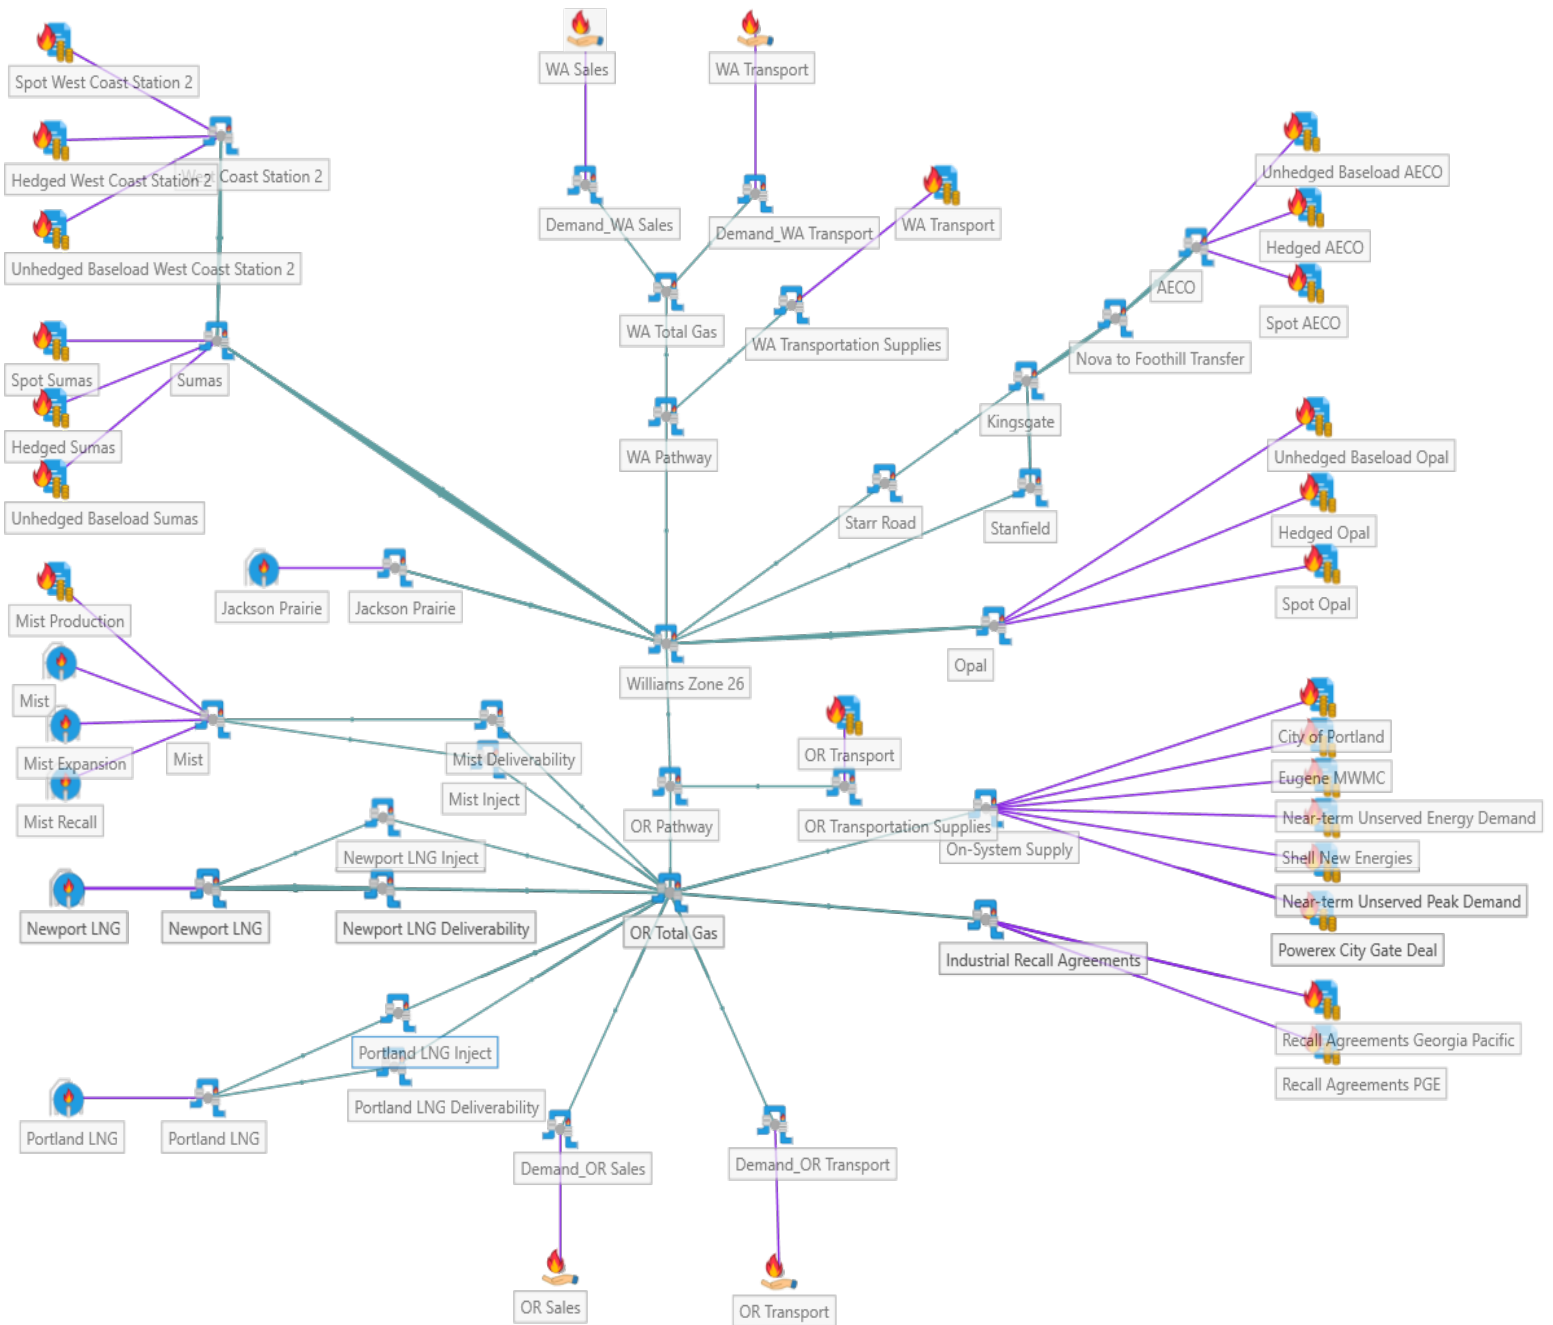 WA Sales
WA Transport
Spot West Coast Station 2
Hedged West Coast Station 2
West Coast Station 2
Unhedged Baseload West Coast Station 2
Demand_WA Sales
Demand_WA Transport
WA Transport
Unhedged Baseload AECO
Hedged AECO
AECO
Spot AECO
WA Total Gas
WA Transportation Supplies
Nova to Foothill Transfer
Spot Sumas
Sumas
Hedged Sumas
Unhedged Baseload Sumas
WA Pathway
Kingsgate
Starr Road
Stanfield
Unhedged Baseload Opal
Hedged Opal
Spot Opal
Jackson Prairie
Jackson Prairie
Mist Production
Opal
Williams Zone 26
Mist
Mist Expansion
Mist
Mist Recall
Mist Deliverability
Mist Inject
OR Transport
OR Pathway
OR Transportation Supplies
On-System Supply
City of Portland
Eugene MWMC
Near-term Unserved Energy Demand
Shell New Energies
Near-term Unserved Peak Demand
Powerex City Gate Deal
Newport LNG Inject
Newport LNG
Newport LNG
Newport LNG Deliverability
OR Total Gas
Industrial Recall Agreements
Recall Agreements Georgia Pacific
Recall Agreements PGE
Portland LNG Inject
Portland LNG Deliverability
Portland LNG
Portland LNG
Demand_OR Sales
Demand_OR Transport
OR Sales
OR Transport